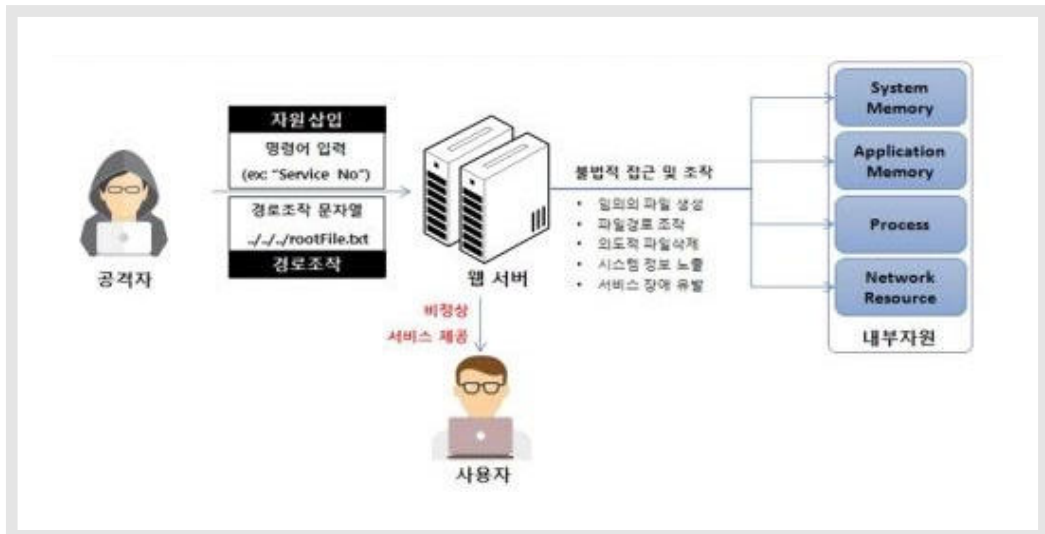 자원삽입
명령어 입력
(ex: "Service No")
경로조작 문자열
../../../rootFile.txt
경로조작
공격자
웹 서버
비정상
서비스 제공
사용자
불법적 접근 및 조작
• 임의의 파일 생성
• 파일경로 조작
• 의도적 파일삭제
• 시스템 정보 노출
• 서비스 장애 유발
System
Memory
Application
Memory
Process
Network
Resource
내부자원